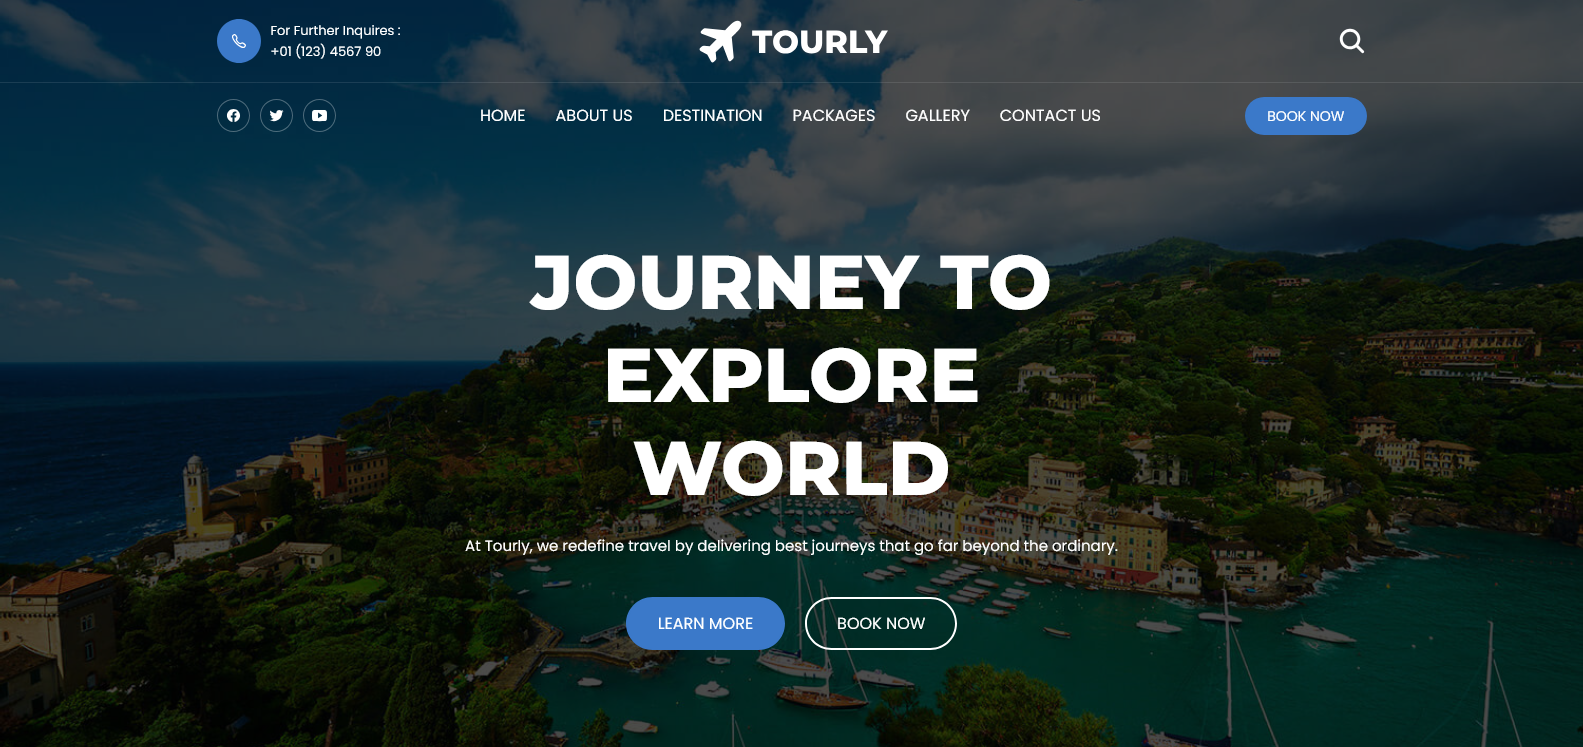 For Further Inquires :
+01 (123) 4567 90
TOURLY
HOME
ABOUT US
DESTINATION
PACKAGES
GALLERY
CONTACT US
BOOK NOW
JOURNEY TO
EXPLORE
WORLD
At Tourly, we redefine travel by delivering best journeys that go far beyond the ordinary.
LEARN MORE
BOOK NOW